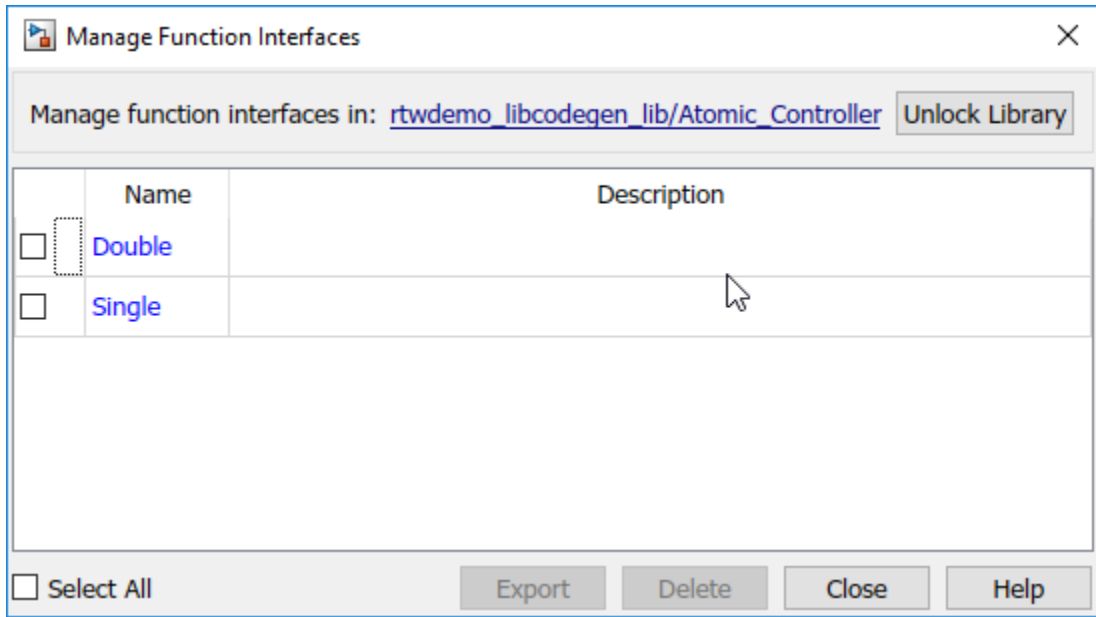 Manage Function Interfaces
Manage function interfaces in: rtwdemo_libcodegen_lib/Atomic_Controller Unlock Library
Name Description
Double
Single
Select All Export Delete Close Help